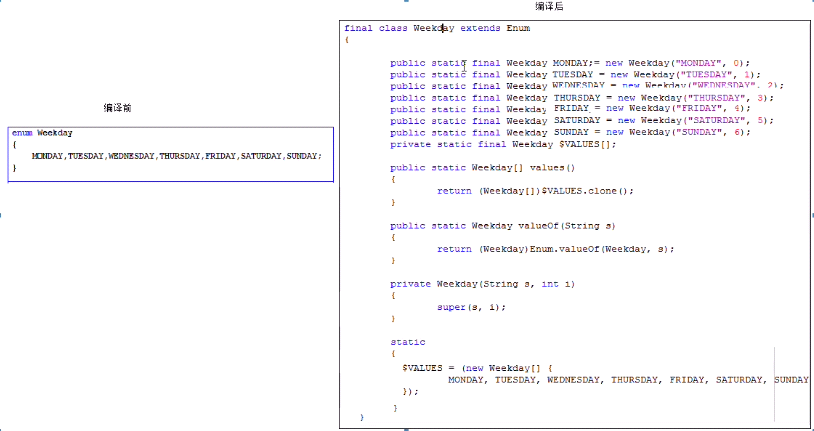 编译前
enum Weekday
{
MONDAY,TUESDAY,WEDNESDAY,THURSDAY,FRIDAY,SATURDAY,SUNDAY;
}
编译后
final class Weekday extends Enum
{
public static final Weekday MONDAY;= new Weekday("MONDAY", 0);
public static final Weekday TUESDAY = new Weekday("TUESDAY", 1);
public static final Weekday WEDNESDAY = new Weekday("WEDNESDAY", 2);
public static final Weekday THURSDAY = new Weekday("THURSDAY", 3);
public static final Weekday FRIDAY = new Weekday("FRIDAY", 4);
public static final Weekday SATURDAY = new Weekday("SATURDAY", 5);
public static final Weekday SUNDAY = new Weekday("SUNDAY", 6);
private static final Weekday $VALUES[];
public static Weekday[] values()
{
return (Weekday[])$VALUES.clone();
}
public static Weekday valueOf(String s)
{
return (Weekday)Enum.valueOf(Weekday, s);
}
private Weekday(String s, int i)
{
super(s, i);
}
static
{
$VALUES = (new Weekday[] {
MONDAY, TUESDAY, WEDNESDAY, THURSDAY, FRIDAY, SATURDAY, SUNDAY
});
}
}